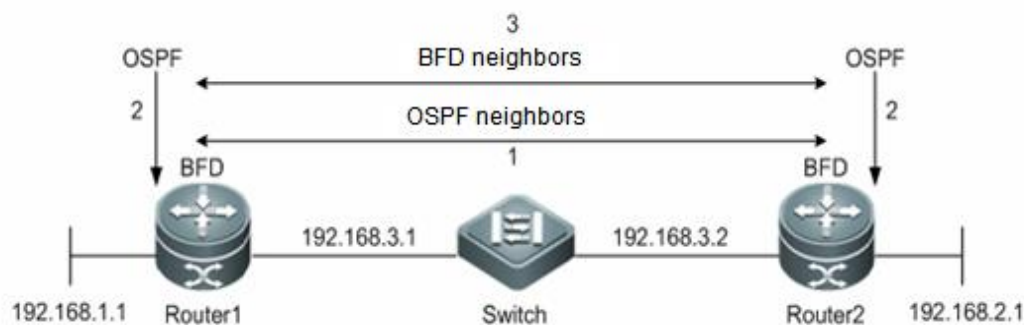 3
OSPF BFD neighbors OSPF
2 OSPF neighbors 2
1
BFD BFD
192.168.3.1 192.168.3.2
192.168.1.1 Router1 Switch Router2 192.168.2.1